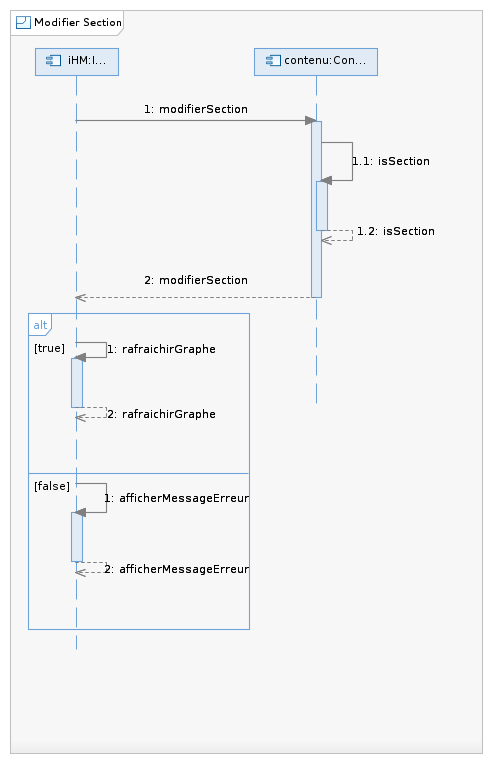 Modifier Section
iHM:I...
contenu:Con...
1: modifierSection
1.1: isSection
1.2: isSection
2: modifierSection
alt
[true]
1: rafraichirGraphe
2: rafraichirGraphe
[false]
1: afficherMessageErreur
2: afficherMessageErreur